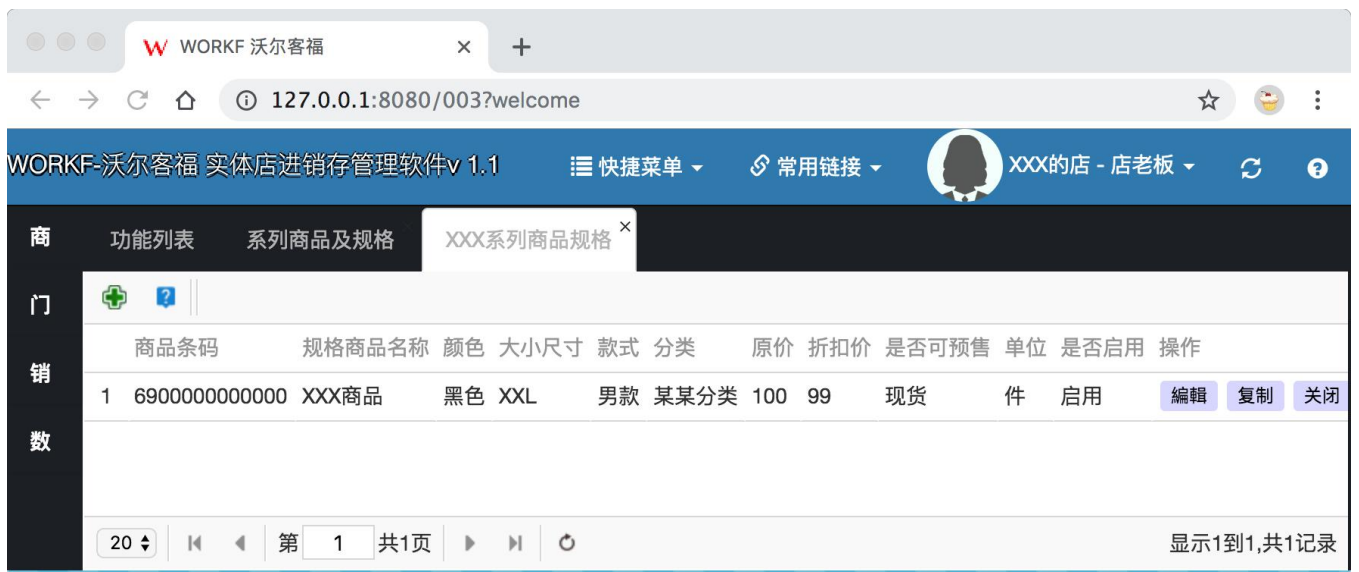 WORKF 沃尔客福
127.0.0.1:8080/003?welcome
WORKF-沃尔客福 实体店进销存管理软件v 1.1 快捷菜单 常用链接 XXX的店 - 店老板
商 功能列表 系列商品及规格 XXX系列商品规格
门
商品条码 规格商品名称 颜色 大小尺寸 款式 分类 原价 折扣价 是否可预售 单位 是否启用 操作
销
1 6900000000000 XXX商品 黑色 XXL 男款 某某分类 100 99 现货 件 启用 编辑 复制 关闭
数
20 第 1 共1页 显示1到1,共1记录